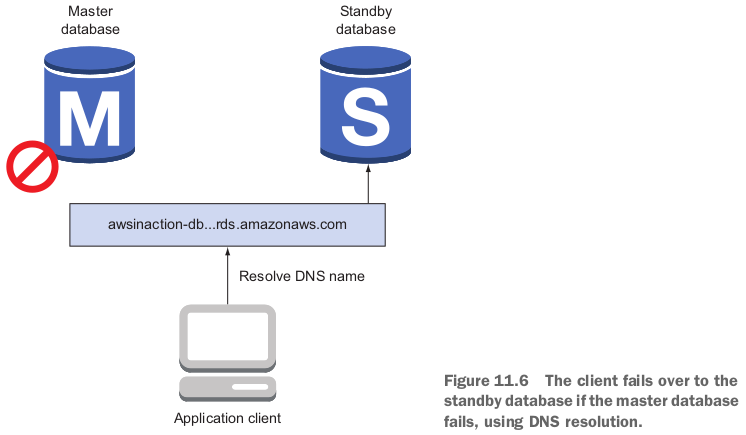 Master
database
Standby
database
M
S
awsinaction-db...rds.amazonaws.com
Resolve DNS name
Application client
Figure 11.6 The client fails over to the
standby database if the master database
fails, using DNS resolution.